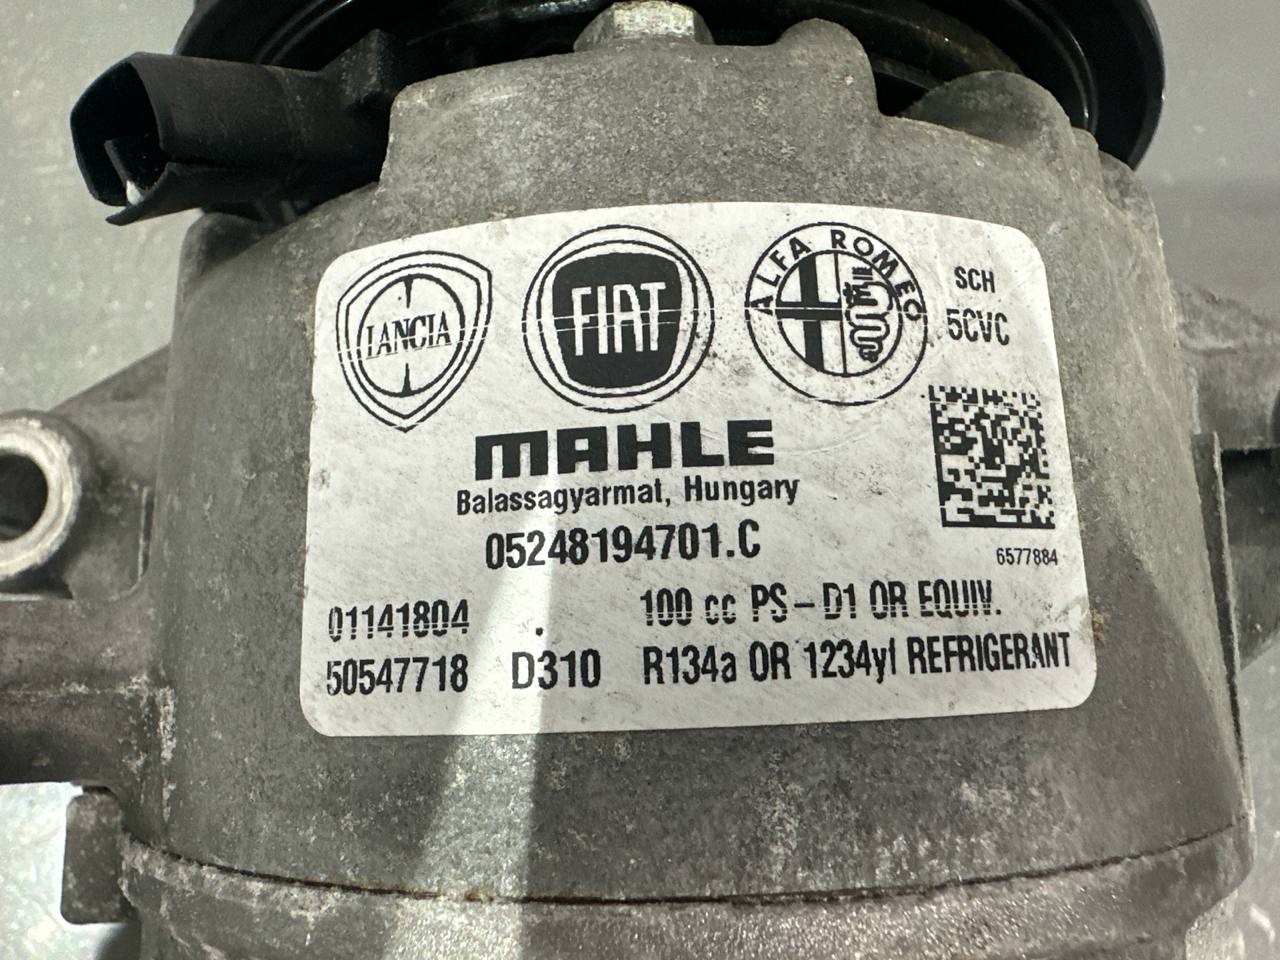 LANCIA
FIAT
ALFA ROMEO
SCH
5CVC
MAHLE
Balassagyarmat, Hungary
05248194701.C
6577884
01141804 . 100 cc PS-D1 OR EQUIV.
50547718 D310 R134a OR 1234yf REFRIGERANT